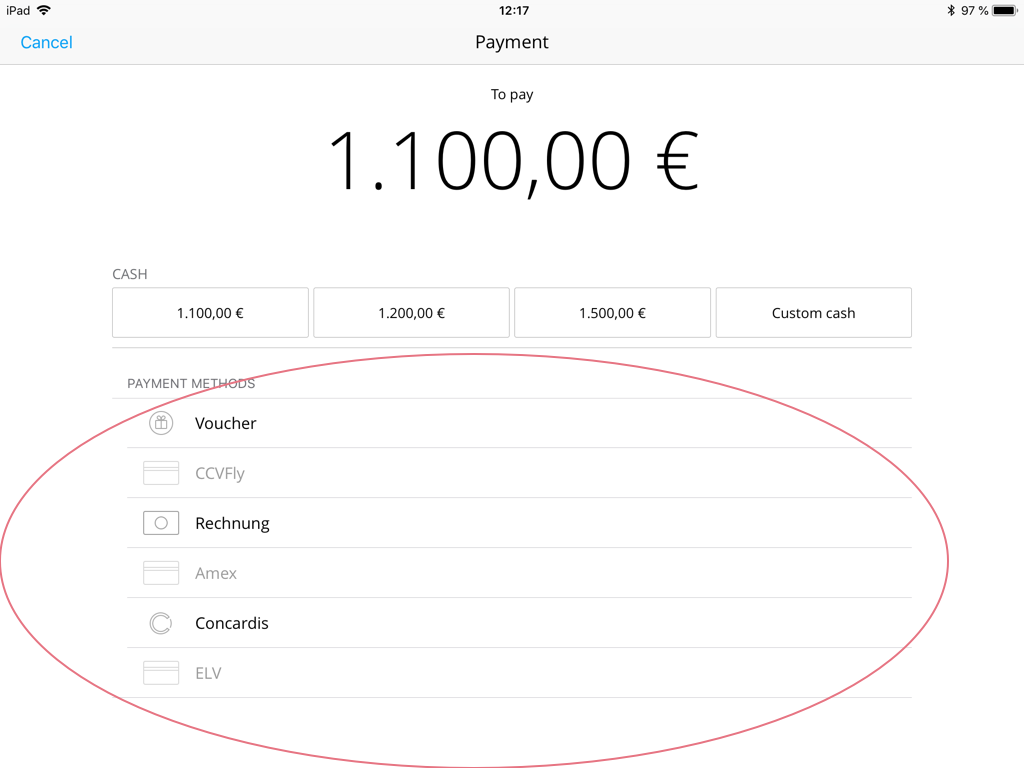 iPad 12:17 97 %
Cancel Payment
To pay
1.100,00 €
CASH
1.100,00 € 1.200,00 € 1.500,00 € Custom cash
PAYMENT METHODS
Voucher
CCVFly
Rechnung
Amex
Concardis
ELV